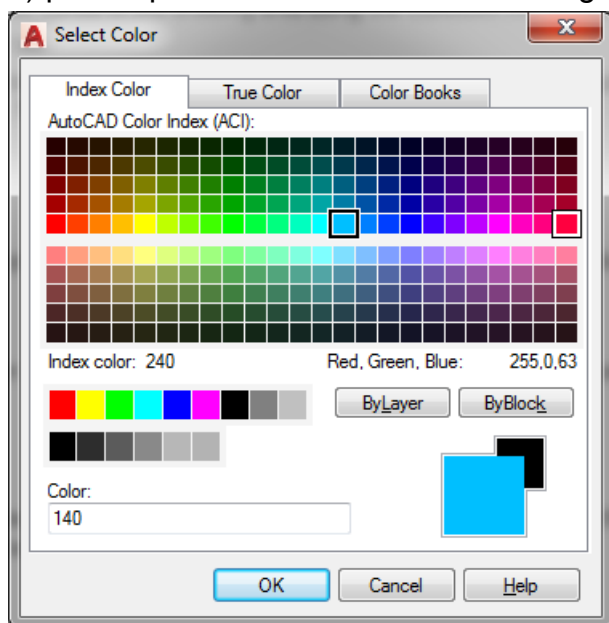 Select Color
Index Color True Color Color Books
AutoCAD Color Index (ACI):
Index color: 240 Red, Green, Blue: 255,0,63
ByLayer ByBlock
Color:
140
OK Cancel Help